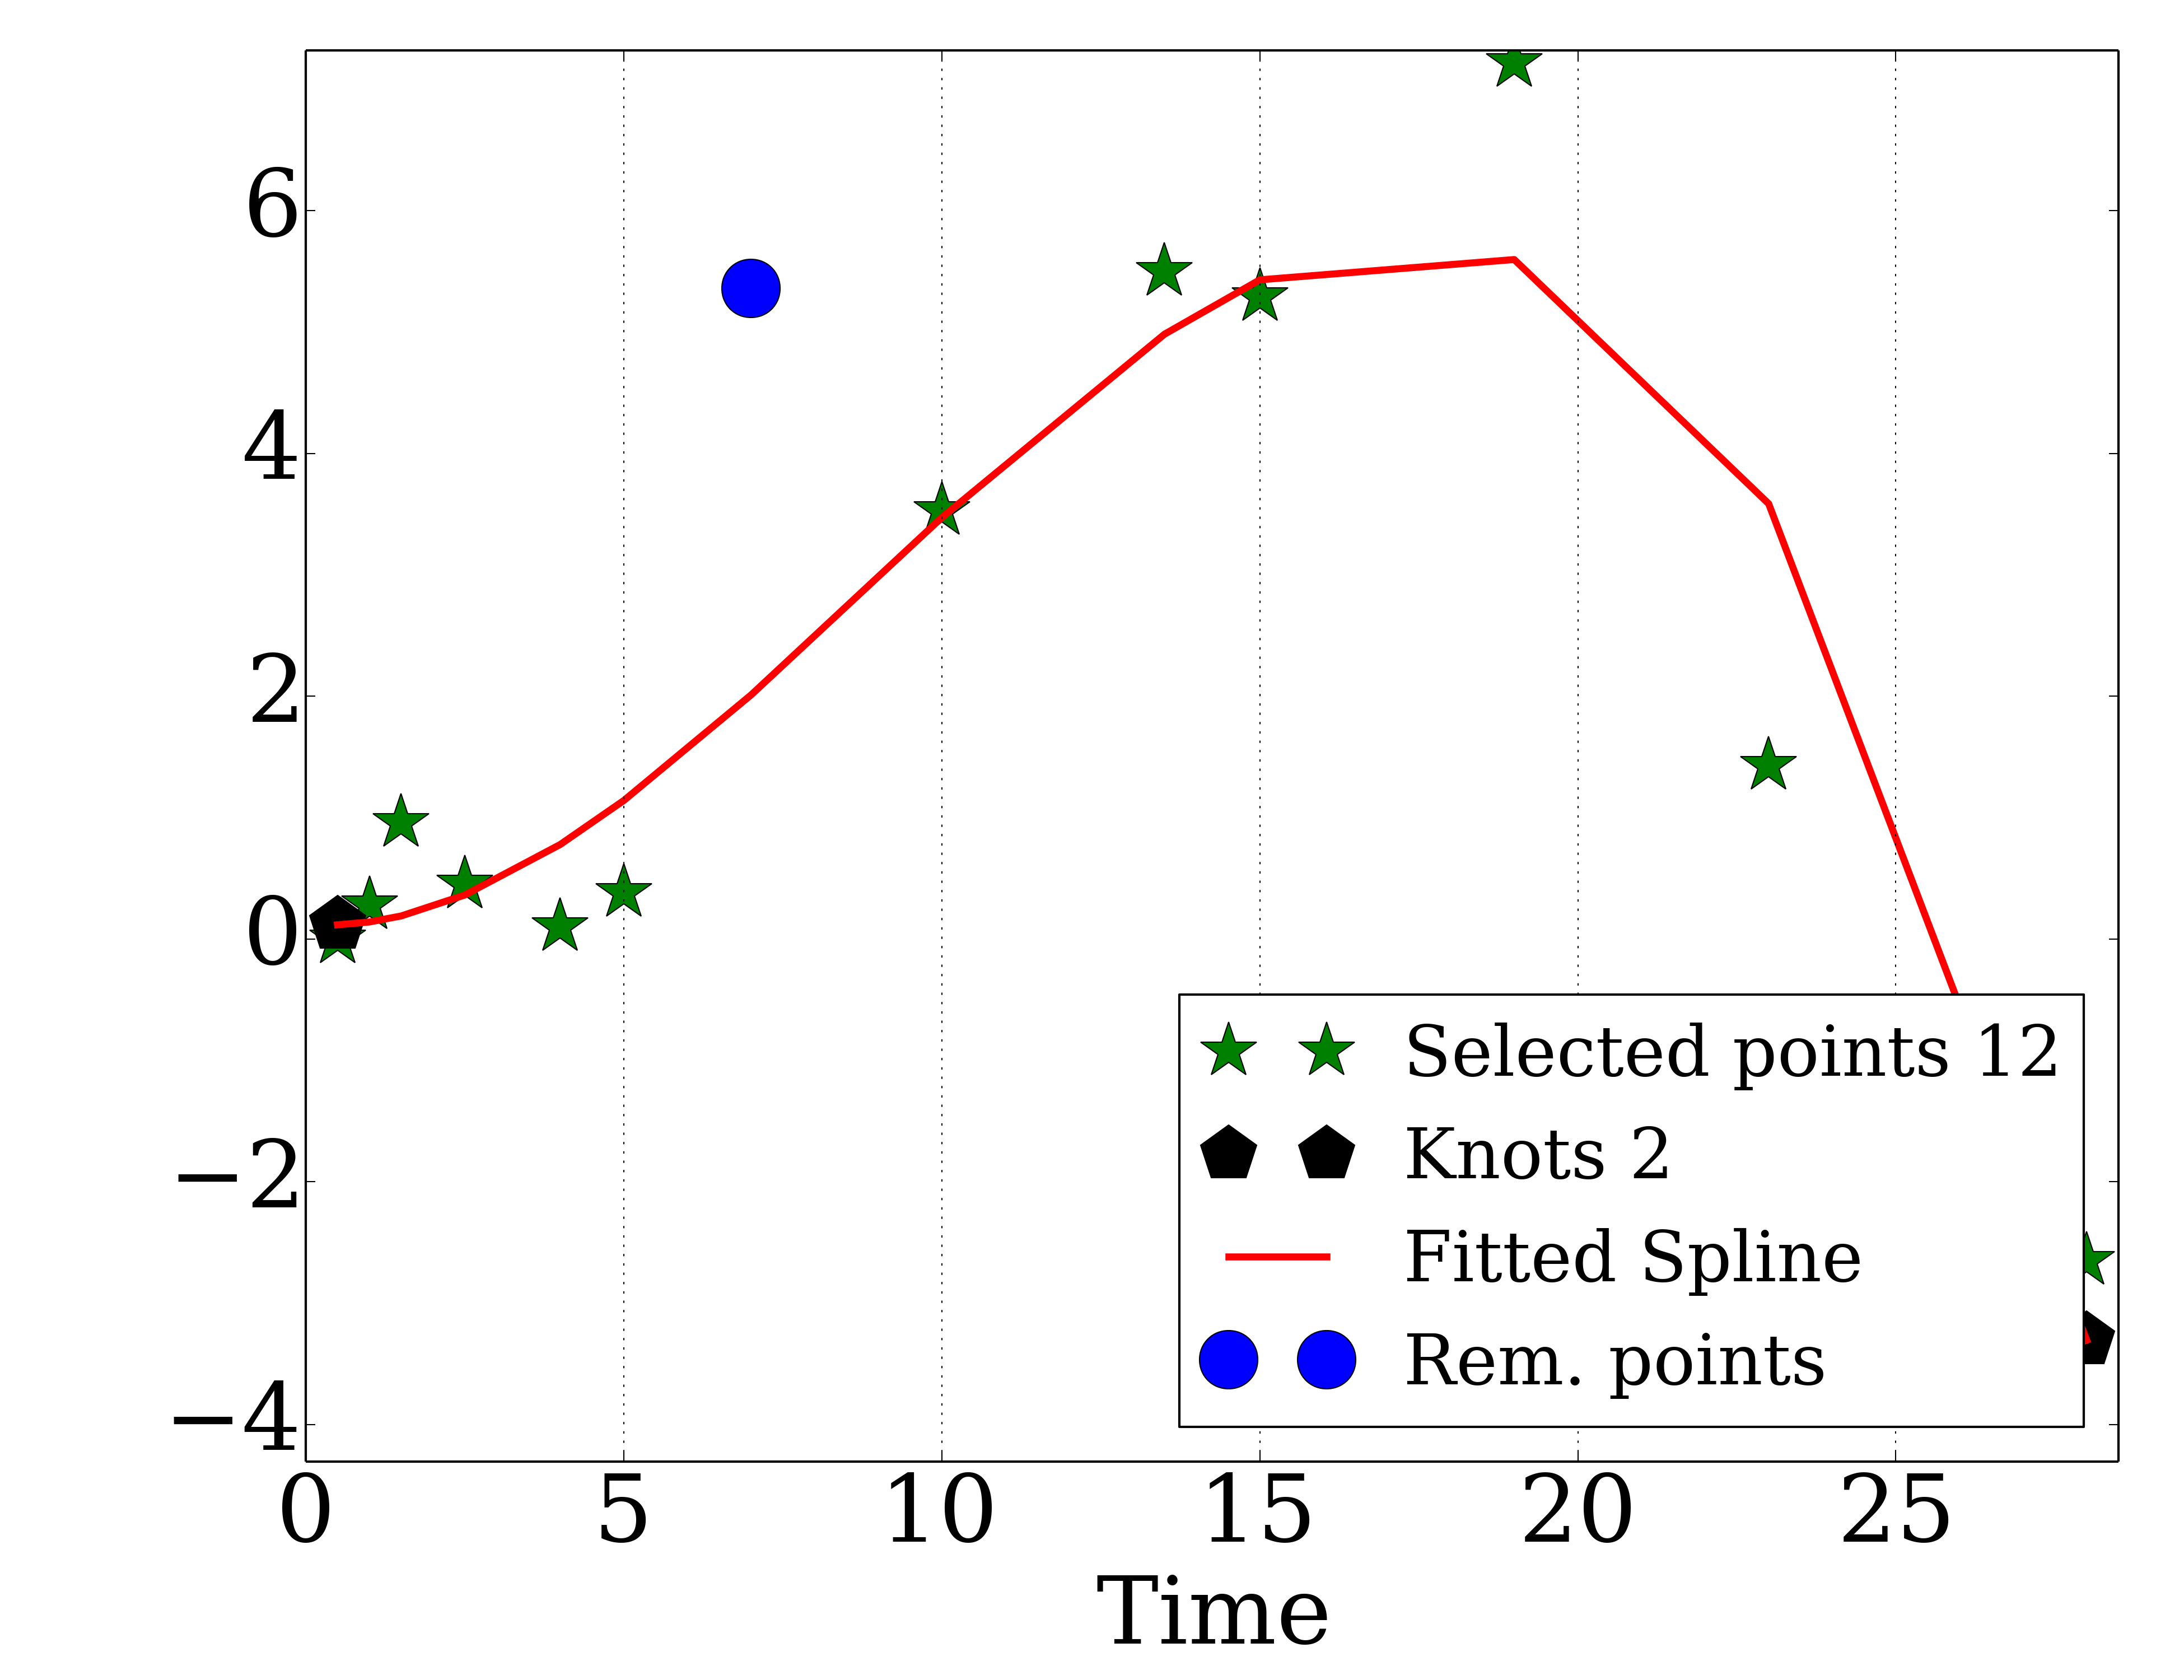 6
4
2
0
−2
−4
Selected points 12
Knots 2
Fitted Spline
Rem. points
0 5 10 15 20 25
Time